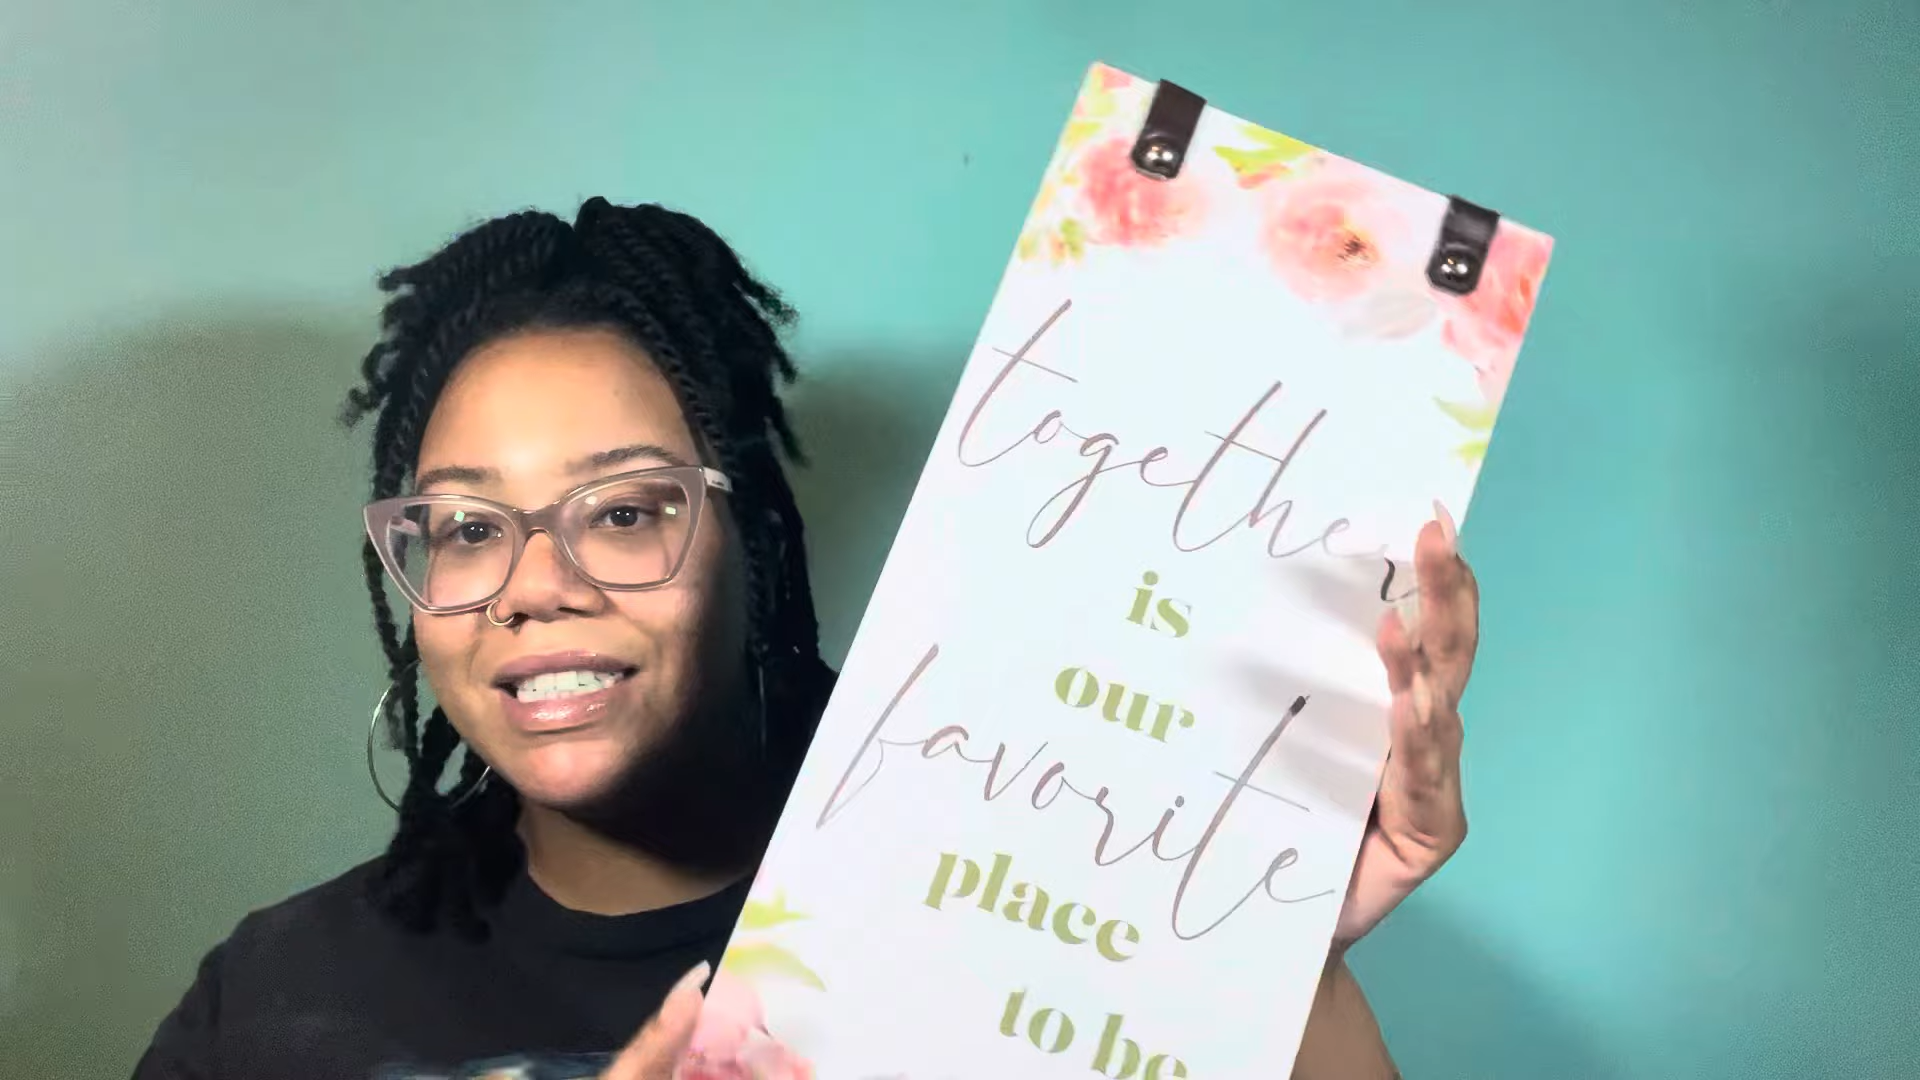 together
is
our
favorite
place
to be